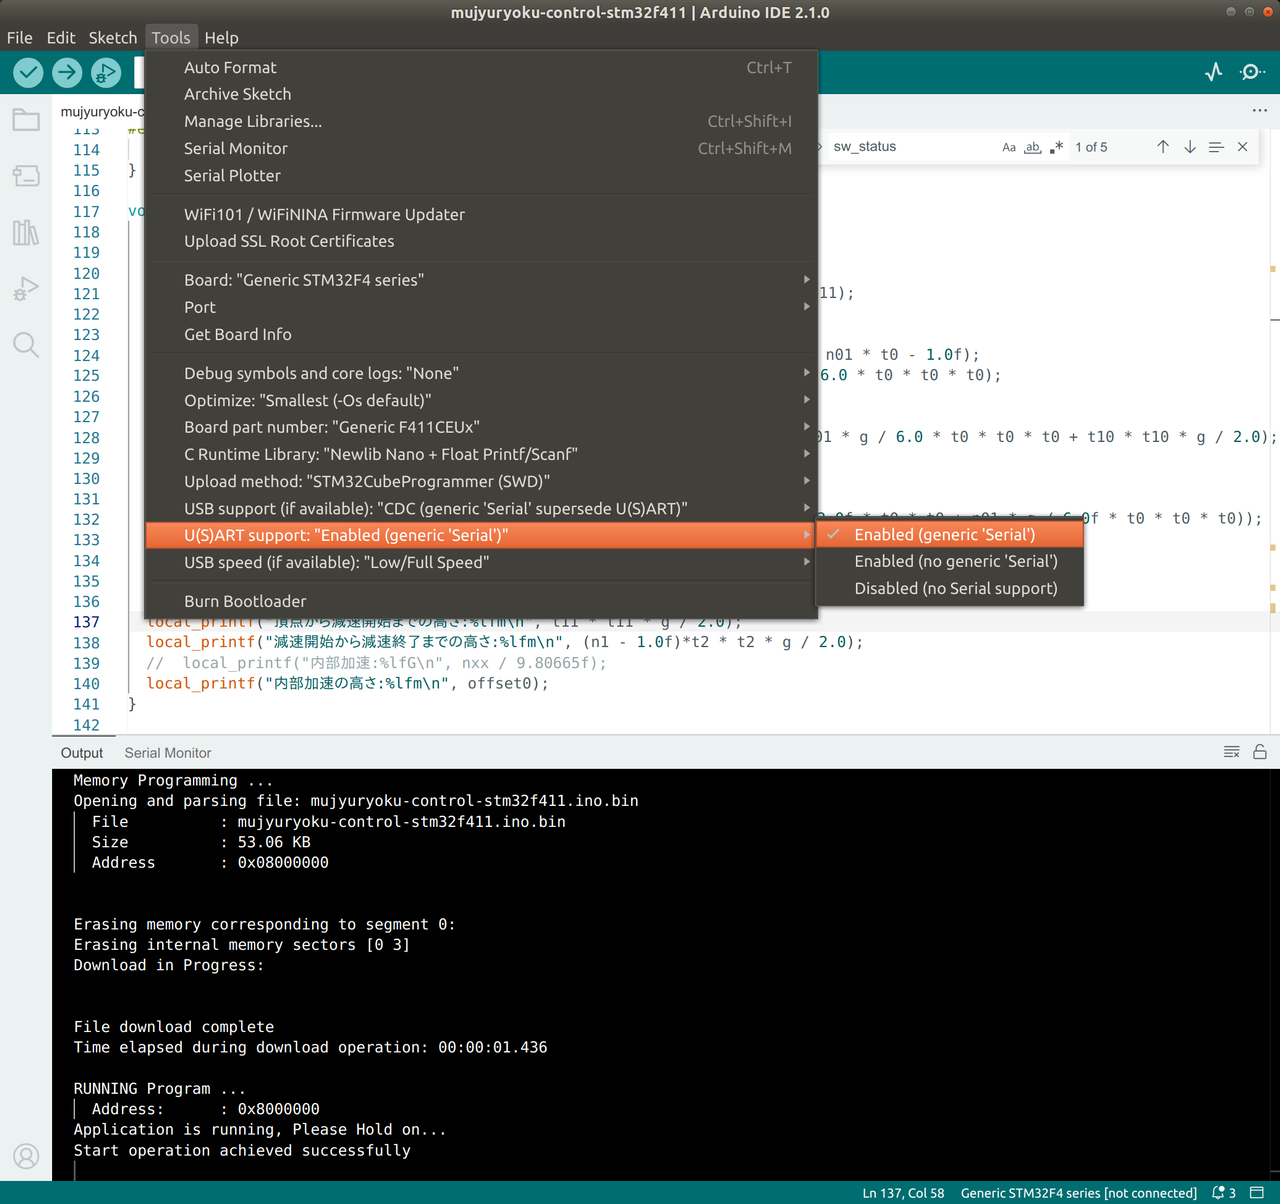 mujyuryoku-control-stm32f411 | Arduino IDE 2.1.0
File Edit Sketch Tools Help
mujyuryoku-c
Auto Format Ctrl+T
Archive Sketch
Manage Libraries... Ctrl+Shift+I
Serial Monitor Ctrl+Shift+M
Serial Plotter
WiFi101 / WiFiNINA Firmware Updater
Upload SSL Root Certificates
Board: "Generic STM32F4 series"
Port
Get Board Info
Debug symbols and core logs: "None"
Optimize: "Smallest (-Os default)"
Board part number: "Generic F411CEUx"
C Runtime Library: "Newlib Nano + Float Printf/Scanf"
Upload method: "STM32CubeProgrammer (SWD)"
USB support (if available): "CDC (generic 'Serial' supersede U(S)ART)"
U(S)ART support: "Enabled (generic 'Serial')"
USB speed (if available): "Low/Full Speed"
Burn Bootloader
Enabled (generic 'Serial')
Enabled (no generic 'Serial')
Disabled (no Serial support)
sw_status Aa ab .* 1 of 5
113
114
115 }
116
117 vo
118
119
120
121 11);
122
123
124 n01 * t0 - 1.0f);
125 6.0 * t0 * t0 * t0);
126
127
128 01 * g / 6.0 * t0 * t0 * t0 + t10 * t10 * g / 2.0);
129
130
131
132 * t0 * t0 + n01 * g / 6.0f * t0 * t0 * t0));
133
134
135
136
137 local_printf("頂点から減速開始までの高さ:%lfm\n", t11 * t11 * g / 2.0);
138 local_printf("減速開始から減速終了までの高さ:%lfm\n", (n1 - 1.0f)*t2 * t2 * g / 2.0);
139 // local_printf("内部加速:%lfG\n", nxx / 9.80665f);
140 local_printf("内部加速の高さ:%lfm\n", offset0);
141 }
142
Output Serial Monitor
Memory Programming ...
Opening and parsing file: mujyuryoku-control-stm32f411.ino.bin
File : mujyuryoku-control-stm32f411.ino.bin
Size : 53.06 KB
Address : 0x08000000
Erasing memory corresponding to segment 0:
Erasing internal memory sectors [0 3]
Download in Progress:
File download complete
Time elapsed during download operation: 00:00:01.436
RUNNING Program ...
Address: : 0x8000000
Application is running, Please Hold on...
Start operation achieved successfully
Ln 137, Col 58 Generic STM32F4 series [not connected] 3